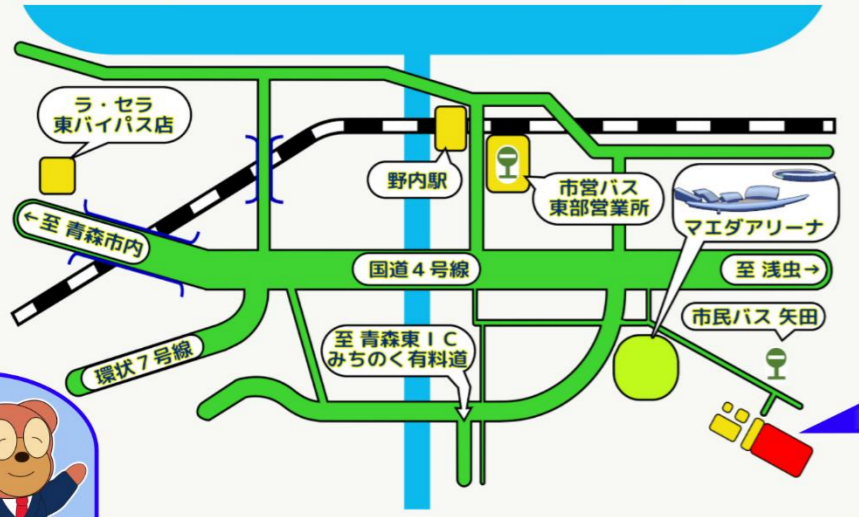 ラ・セラ
東バイパス店
野内駅
市営バス
東部営業所
マエダアリーナ
←至 青森市内
国道4号線
至 浅虫→
市民バス 矢田
至 青森東IC
みちのく有料道
環状7号線